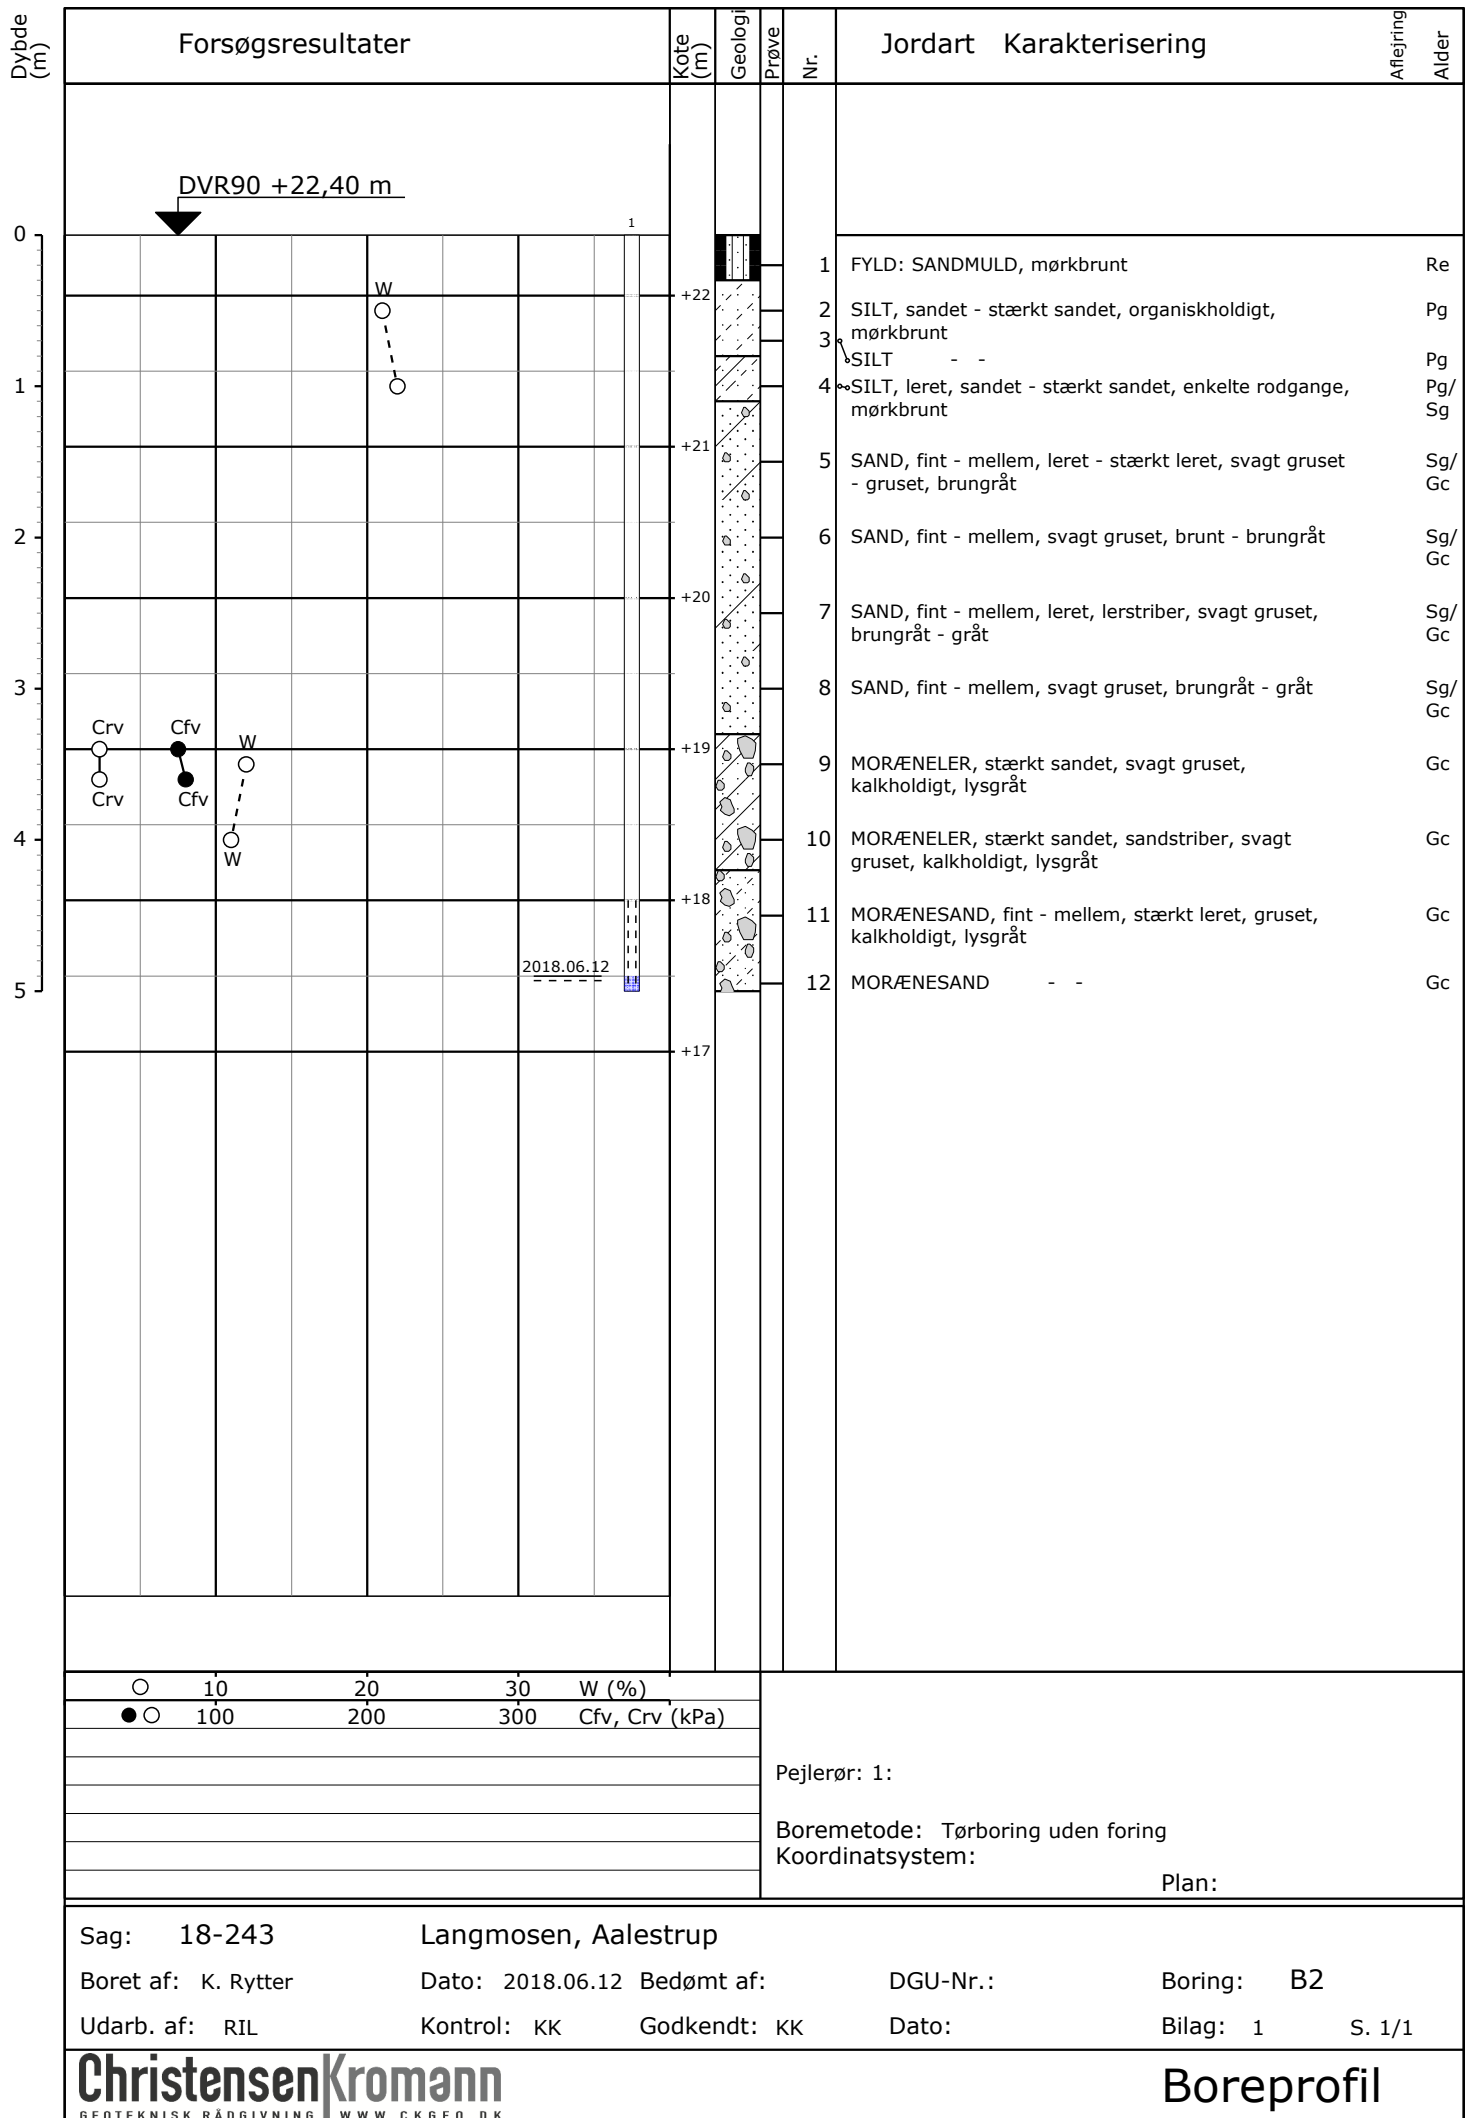 Dybde
(m)
Forsøgsresultater
Kote
(m)
Geologi
Prøve
Nr.
Jordart Karakterisering
Aflejring
Alder
DVR90 +22,40 m
1
0
1 FYLD: SANDMULD, mørkbrunt Re
W
+22
2 SILT, sandet - stærkt sandet, organiskholdigt, Pg
mørkbrunt
3
SILT - - Pg
1
4 SILT, leret, sandet - stærkt sandet, enkelte rodgange, Pg/
mørkbrunt Sg
+21
5 SAND, fint - mellem, leret - stærkt leret, svagt gruset Sg/
- gruset, brungråt Gc
2
6 SAND, fint - mellem, svagt gruset, brunt - brungråt Sg/
Gc
+20
7 SAND, fint - mellem, leret, lerstriber, svagt gruset, Sg/
brungråt - gråt Gc
3
8 SAND, fint - mellem, svagt gruset, brungråt - gråt Sg/
Gc
Crv Cfv W
+19
9 MORÆNELER, stærkt sandet, svagt gruset, Gc
kalkholdigt, lysgråt
Crv Cfv
4
10 MORÆNELER, stærkt sandet, sandstriber, svagt Gc
gruset, kalkholdigt, lysgråt
W
+18
11 MORÆNESAND, fint - mellem, stærkt leret, gruset, Gc
kalkholdigt, lysgråt
2018.06.12
5
12 MORÆNESAND - - Gc
+17
10 20 30 W (%)
100 200 300 Cfv, Crv (kPa)
Pejlerør: 1:
Boremetode: Tørboring uden foring
Koordinatsystem:
Plan:
Sag: 18-243 Langmosen, Aalestrup
Boret af: K. Rytter Dato: 2018.06.12 Bedømt af: DGU-Nr.: Boring: B2
Udarb. af: RIL Kontrol: KK Godkendt: KK Dato: Bilag: 1 S. 1/1
ChristensenKromann
GEOTEKNISK RÅDGIVNING WWW.CKGEO.DK
Boreprofil